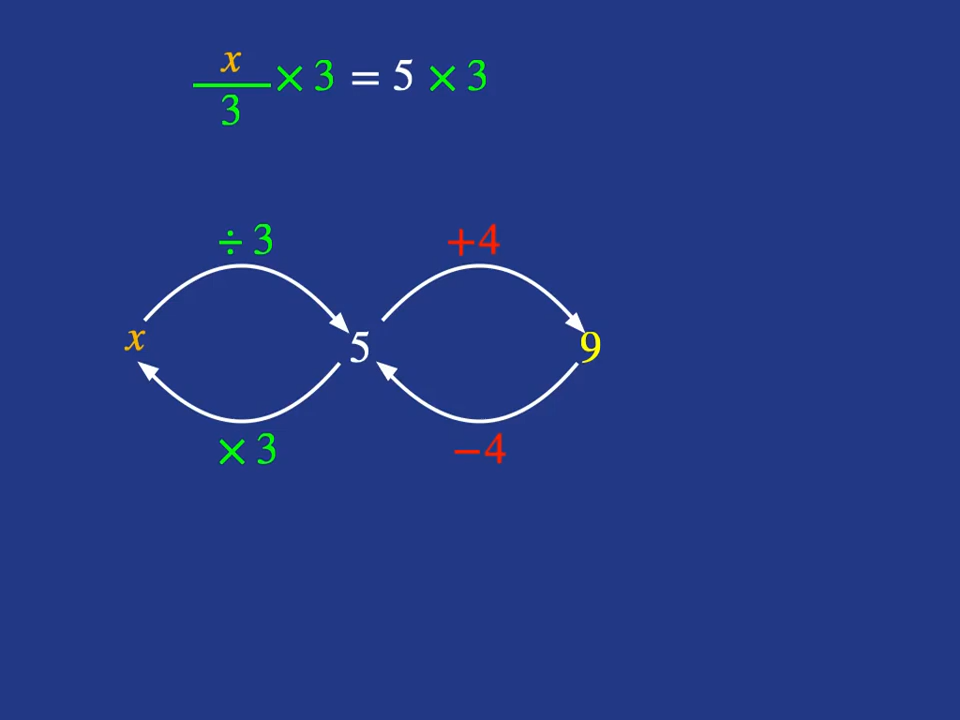 x/3 × 3 = 5 × 3
÷ 3 +4
x 5 9
× 3 −4